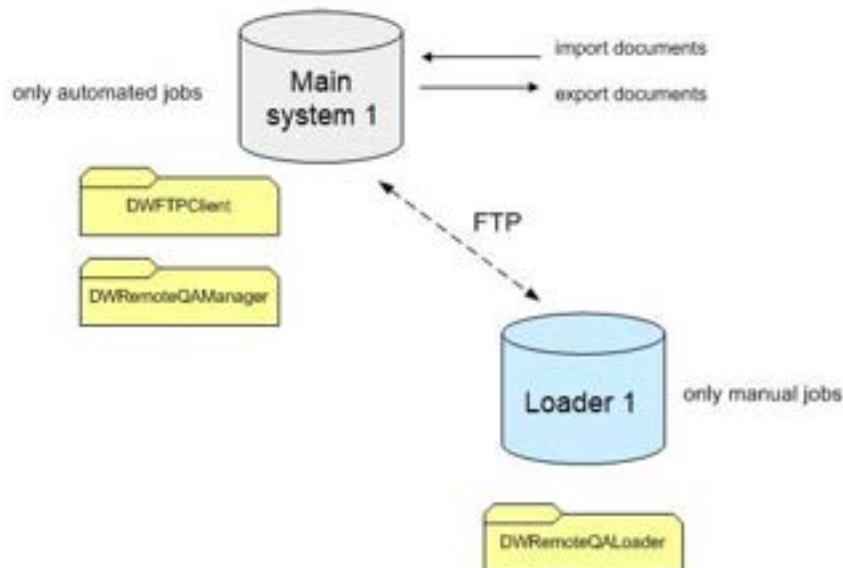 import documents
only automated jobs
Main
system 1
export documents
DWFTPClient
FTP
DWRemoteQAManager
Loader 1
only manual jobs
DWRemoteQALoader